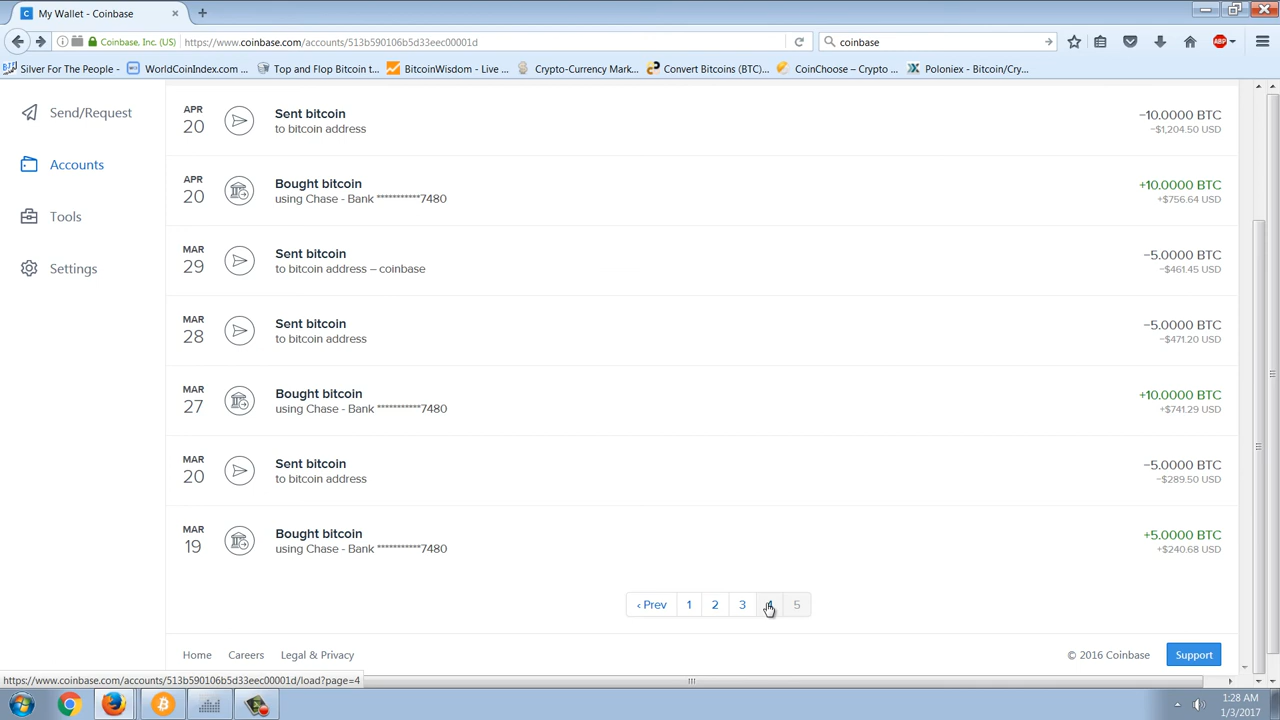 My Wallet - Coinbase
Coinbase, Inc. (US)
https://www.coinbase.com/accounts/513b590106b5d33eec00001d
coinbase
ABP
Silver For The People -
WorldCoinIndex.com ...
Top and Flop Bitcoin t...
BitcoinWisdom - Live ...
Crypto-Currency Mark...
Convert Bitcoins (BTC)...
CoinChoose – Crypto ...
Poloniex - Bitcoin/Cry...
Send/Request
Accounts
Tools
Settings
APR
20
Sent bitcoin
to bitcoin address
−10.0000 BTC
−$1,204.50 USD
APR
20
Bought bitcoin
using Chase - Bank ***********7480
+10.0000 BTC
+$756.64 USD
MAR
29
Sent bitcoin
to bitcoin address – coinbase
−5.0000 BTC
−$461.45 USD
MAR
28
Sent bitcoin
to bitcoin address
−5.0000 BTC
−$471.20 USD
MAR
27
Bought bitcoin
using Chase - Bank ***********7480
+10.0000 BTC
+$741.29 USD
MAR
20
Sent bitcoin
to bitcoin address
−5.0000 BTC
−$289.50 USD
MAR
19
Bought bitcoin
using Chase - Bank ***********7480
+5.0000 BTC
+$240.68 USD
‹ Prev 1 2 3 4 5
Home Careers Legal & Privacy
© 2016 Coinbase
Support
https://www.coinbase.com/accounts/513b590106b5d33eec00001d/load?page=4
1:28 AM
1/3/2017